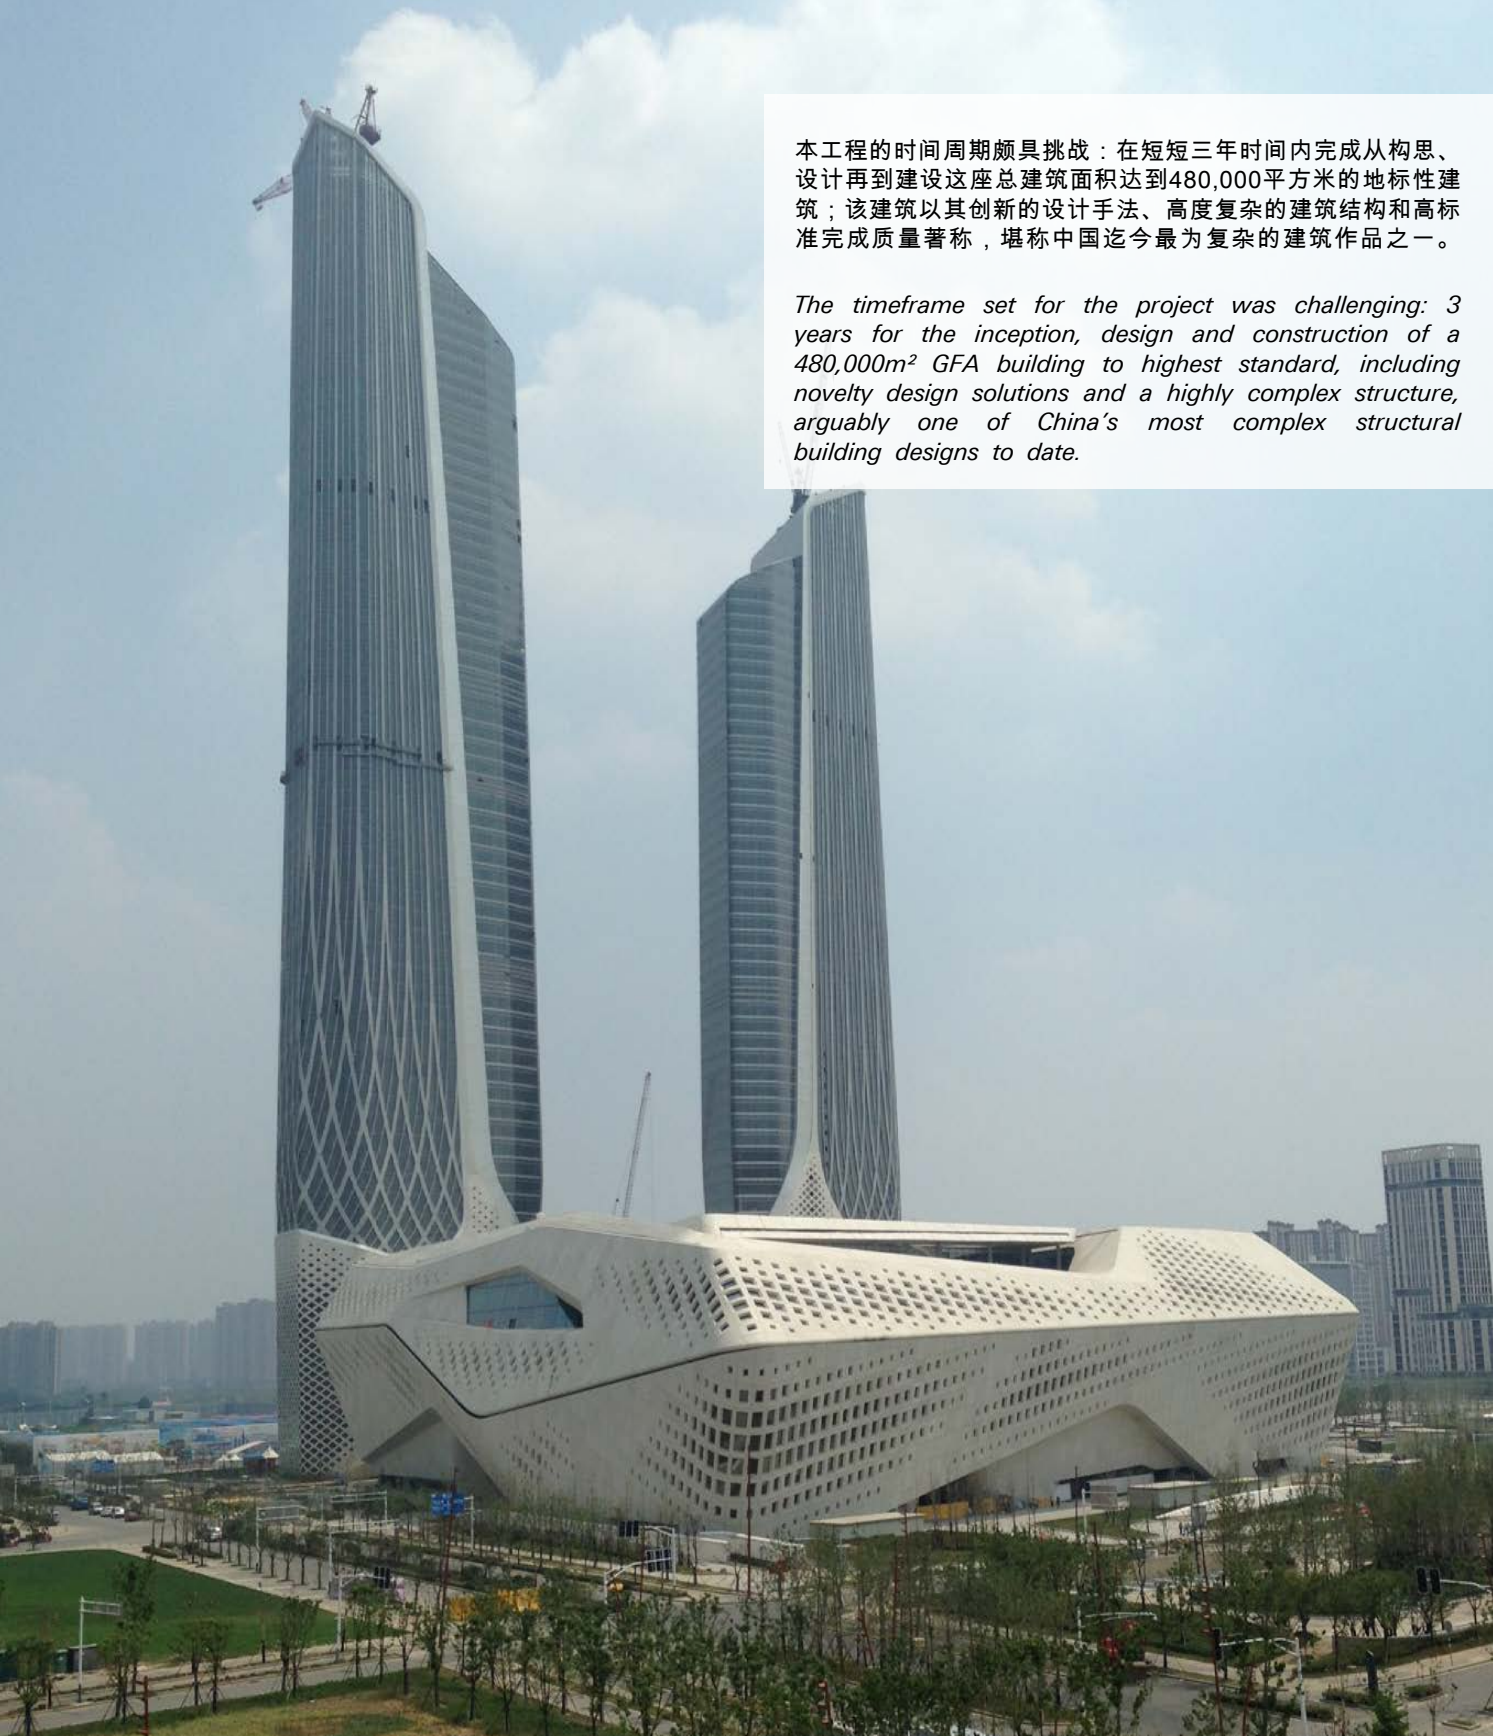 本工程的时间周期颇具挑战：在短短三年时间内完成从构思、
设计再到建设这座总建筑面积达到480,000平方米的地标性建
筑；该建筑以其创新的设计手法、高度复杂的建筑结构和高标
准完成质量著称，堪称中国迄今最为复杂的建筑作品之一。
The timeframe set for the project was challenging: 3
years for the inception, design and construction of a
480,000m² GFA building to highest standard, including
novelty design solutions and a highly complex structure,
arguably one of China's most complex structural
building designs to date.